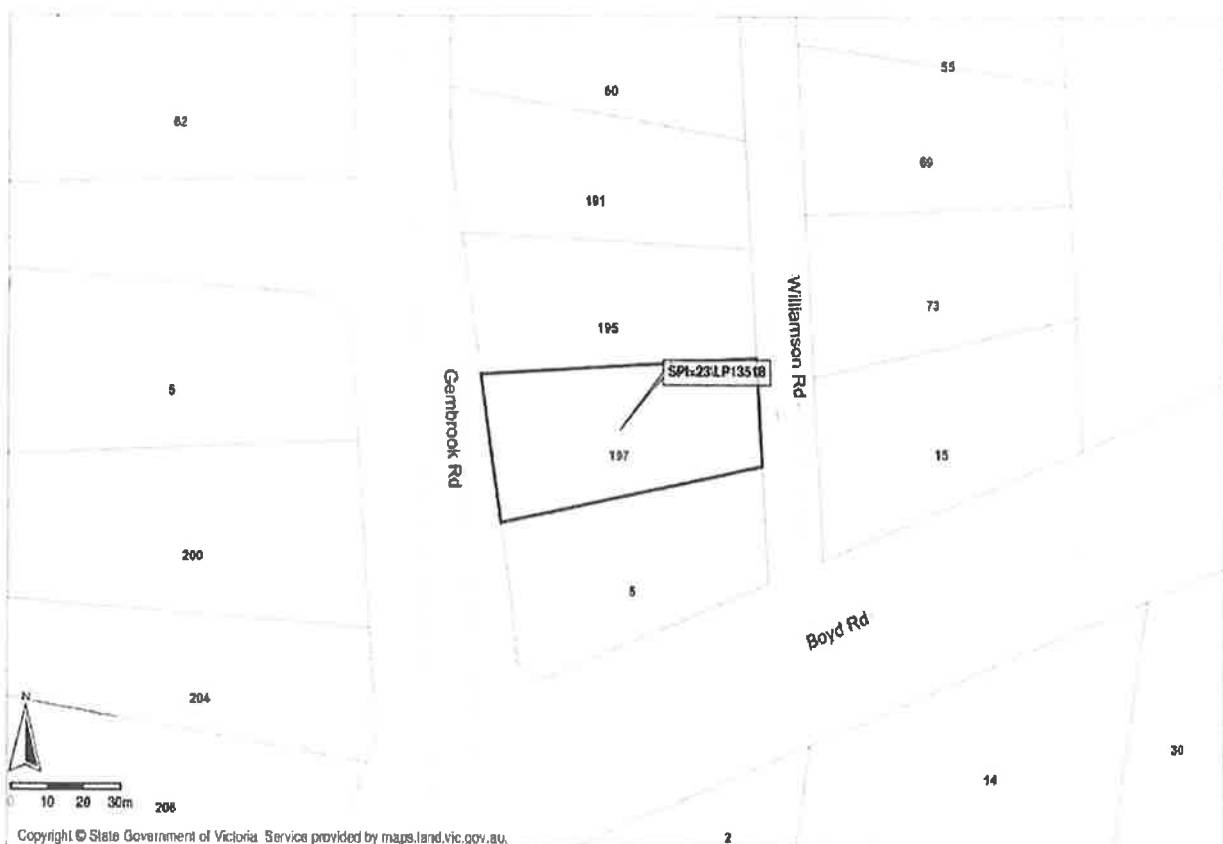 55
60
62
69
191
Williamson Rd
73
195
SPI=23\LP13518
Gembrook Rd
5
197
15
200
5
Boyd Rd
204
N
30
14
0 10 20 30m
206
2
Copyright © State Government of Victoria Service provided by maps.land.vic.gov.au.